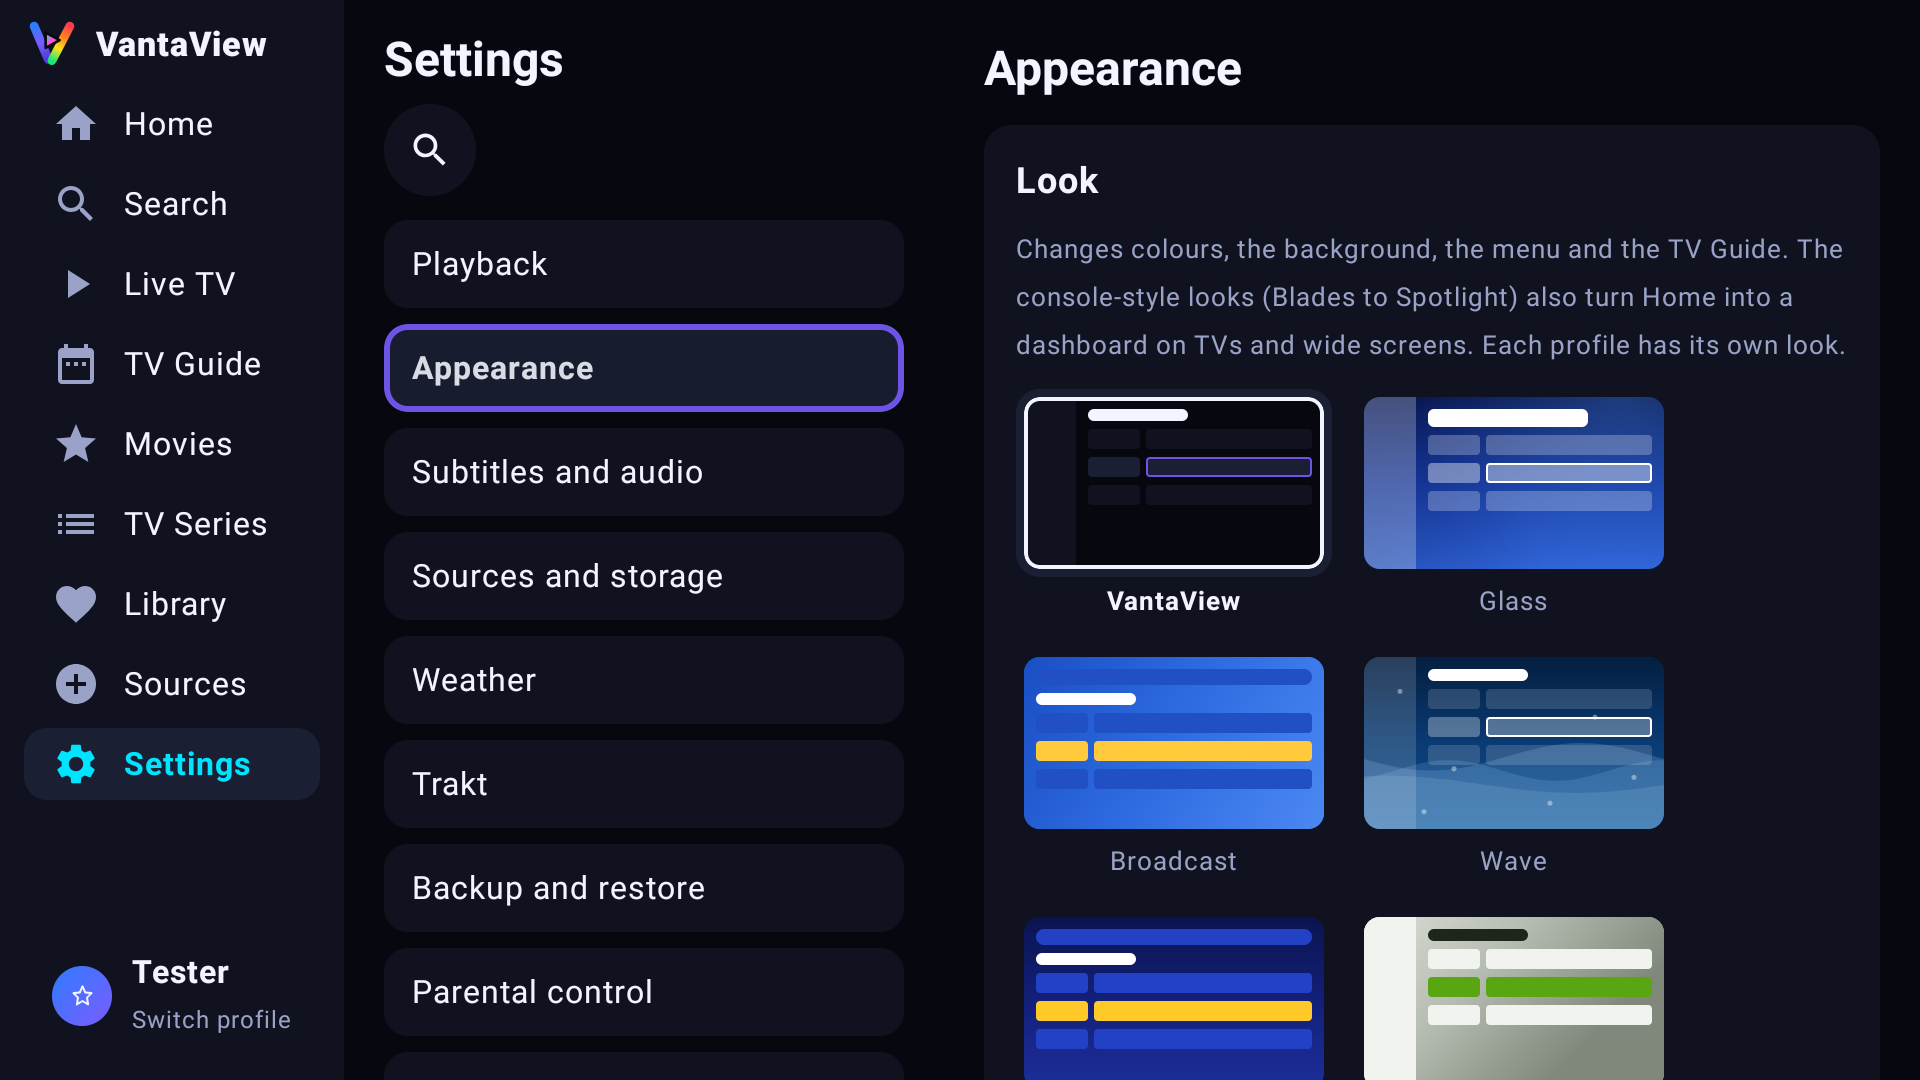 VantaView
Home
Search
Live TV
TV Guide
Movies
TV Series
Library
Sources
Settings
Tester
Switch profile
Settings
Playback
Appearance
Subtitles and audio
Sources and storage
Weather
Trakt
Backup and restore
Parental control
Appearance
Look
Changes colours, the background, the menu and the TV Guide. The
console-style looks (Blades to Spotlight) also turn Home into a
dashboard on TVs and wide screens. Each profile has its own look.
VantaView
Glass
Broadcast
Wave